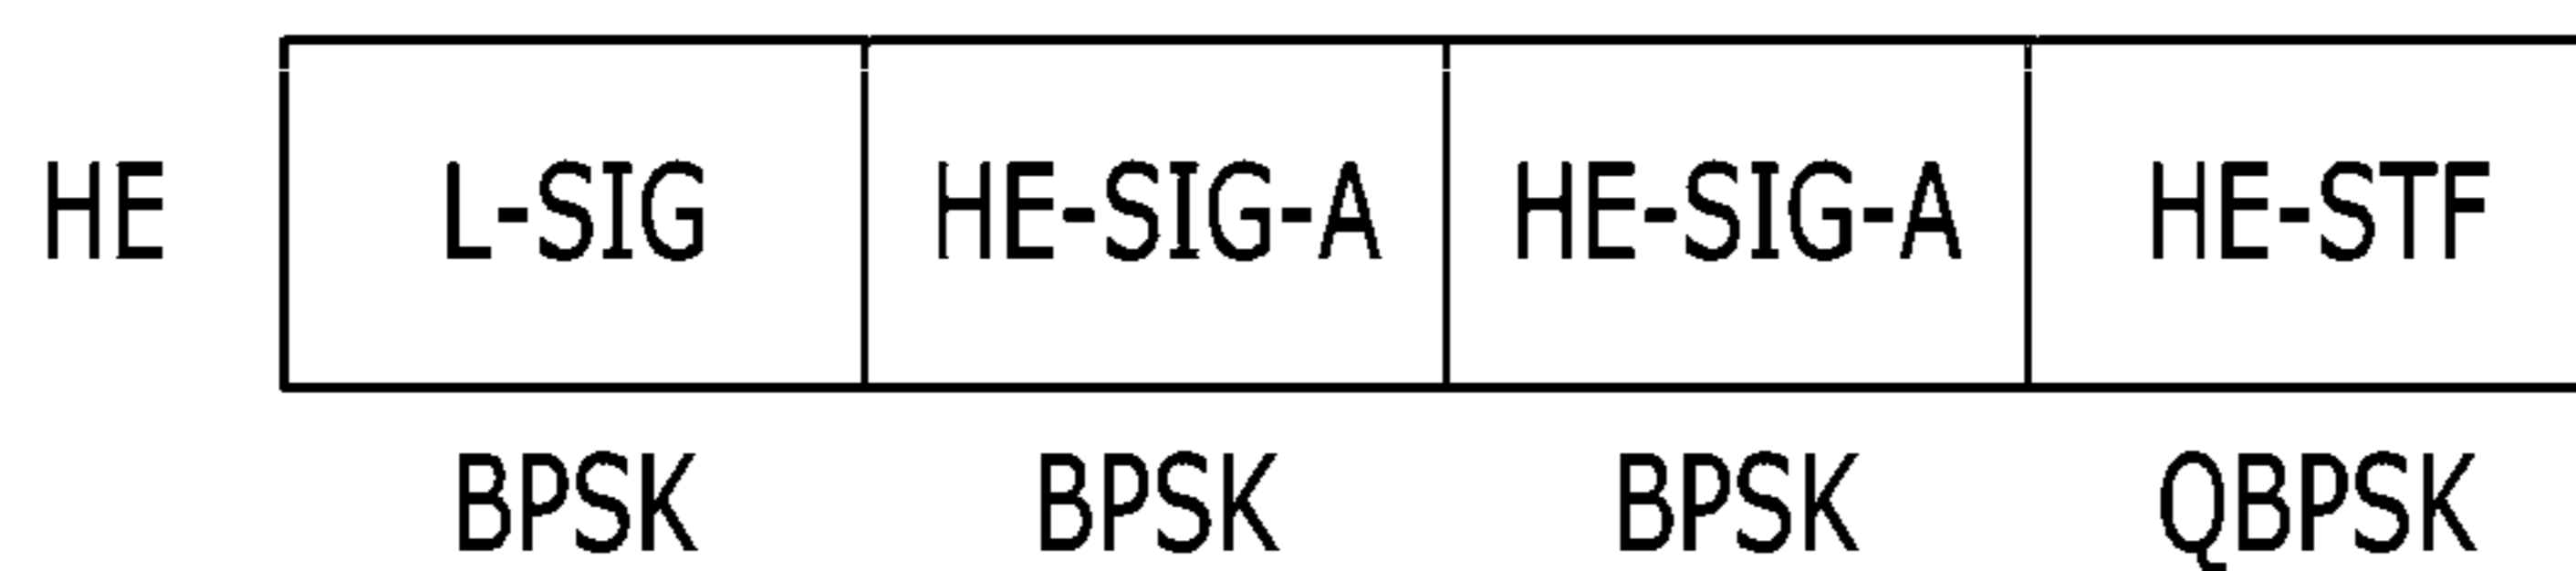 HE L-SIG HE-SIG-A HE-SIG-A HE-STF
BPSK BPSK BPSK QBPSK